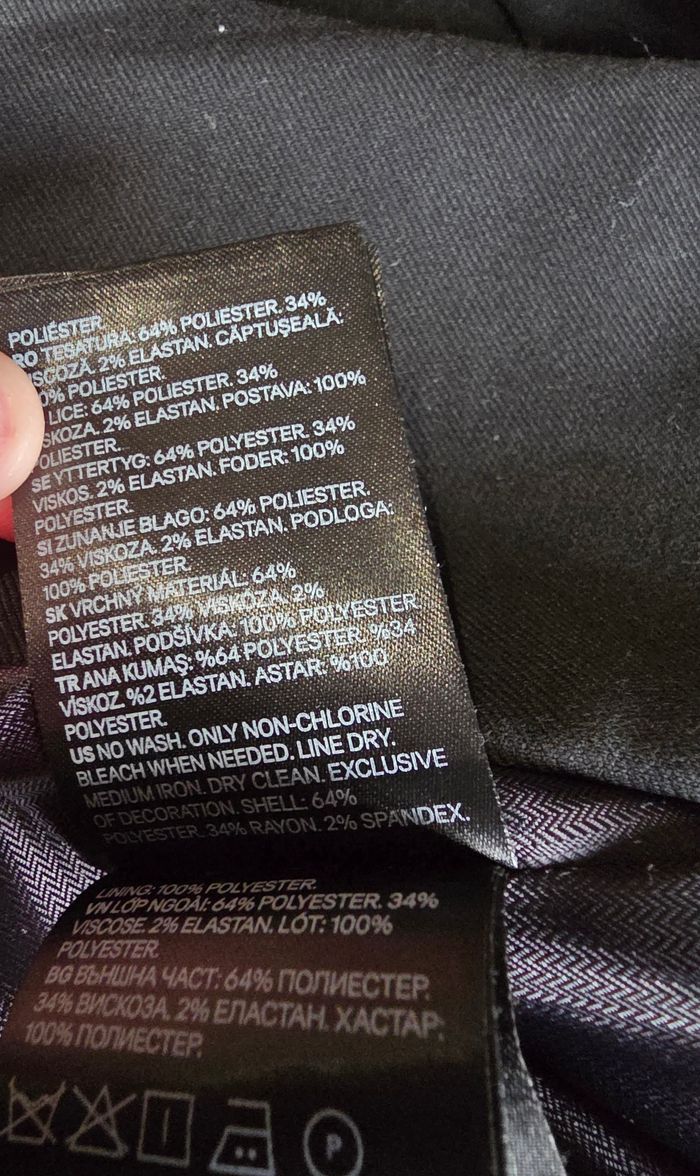 POLIÉSTER.
RO TESATURA: 64% POLIESTER. 34%
VISCOZĂ. 2% ELASTAN. CĂPTUȘEALĂ:
POLIESTER.
LICE: 64% POLIESTER. 34%
SKOZA. 2% ELASTAN. POSTAVA: 100%
OLIESTER.
SE YTTERTYG: 64% POLYESTER. 34%
VISKOS. 2% ELASTAN. FODER: 100%
POLYESTER.
SI ZUNANJE BLAGO: 64% POLIESTER.
34% VISKOZA. 2% ELASTAN. PODLOGA:
100% POLIESTER.
SK VRCHNÝ MATERIÁL: 64%
POLYESTER. 34% VISKÓZA. 2%
ELASTAN. PODŠÍVKA: 100% POLYESTER.
TR ANA KUMAŞ: %64 POLYESTER. %34
VİSKOZ. %2 ELASTAN. ASTAR: %100
POLYESTER.
US NO WASH. ONLY NON-CHLORINE
BLEACH WHEN NEEDED. LINE DRY.
MEDIUM IRON. DRY CLEAN. EXCLUSIVE
OF DECORATION. SHELL: 64%
POLYESTER. 34% RAYON. 2% SPANDEX.
LINING: 100% POLYESTER.
VN LỚP NGOÀI: 64% POLYESTER. 34%
VISCOSE. 2% ELASTAN. LÓT: 100%
POLYESTER.
BG ВЪНШНА ЧАСТ: 64% ПОЛИЕСТЕР.
34% ВИСКОЗА. 2% ЕЛАСТАН. ХАСТАР:
100% ПОЛИЕСТЕР.
P